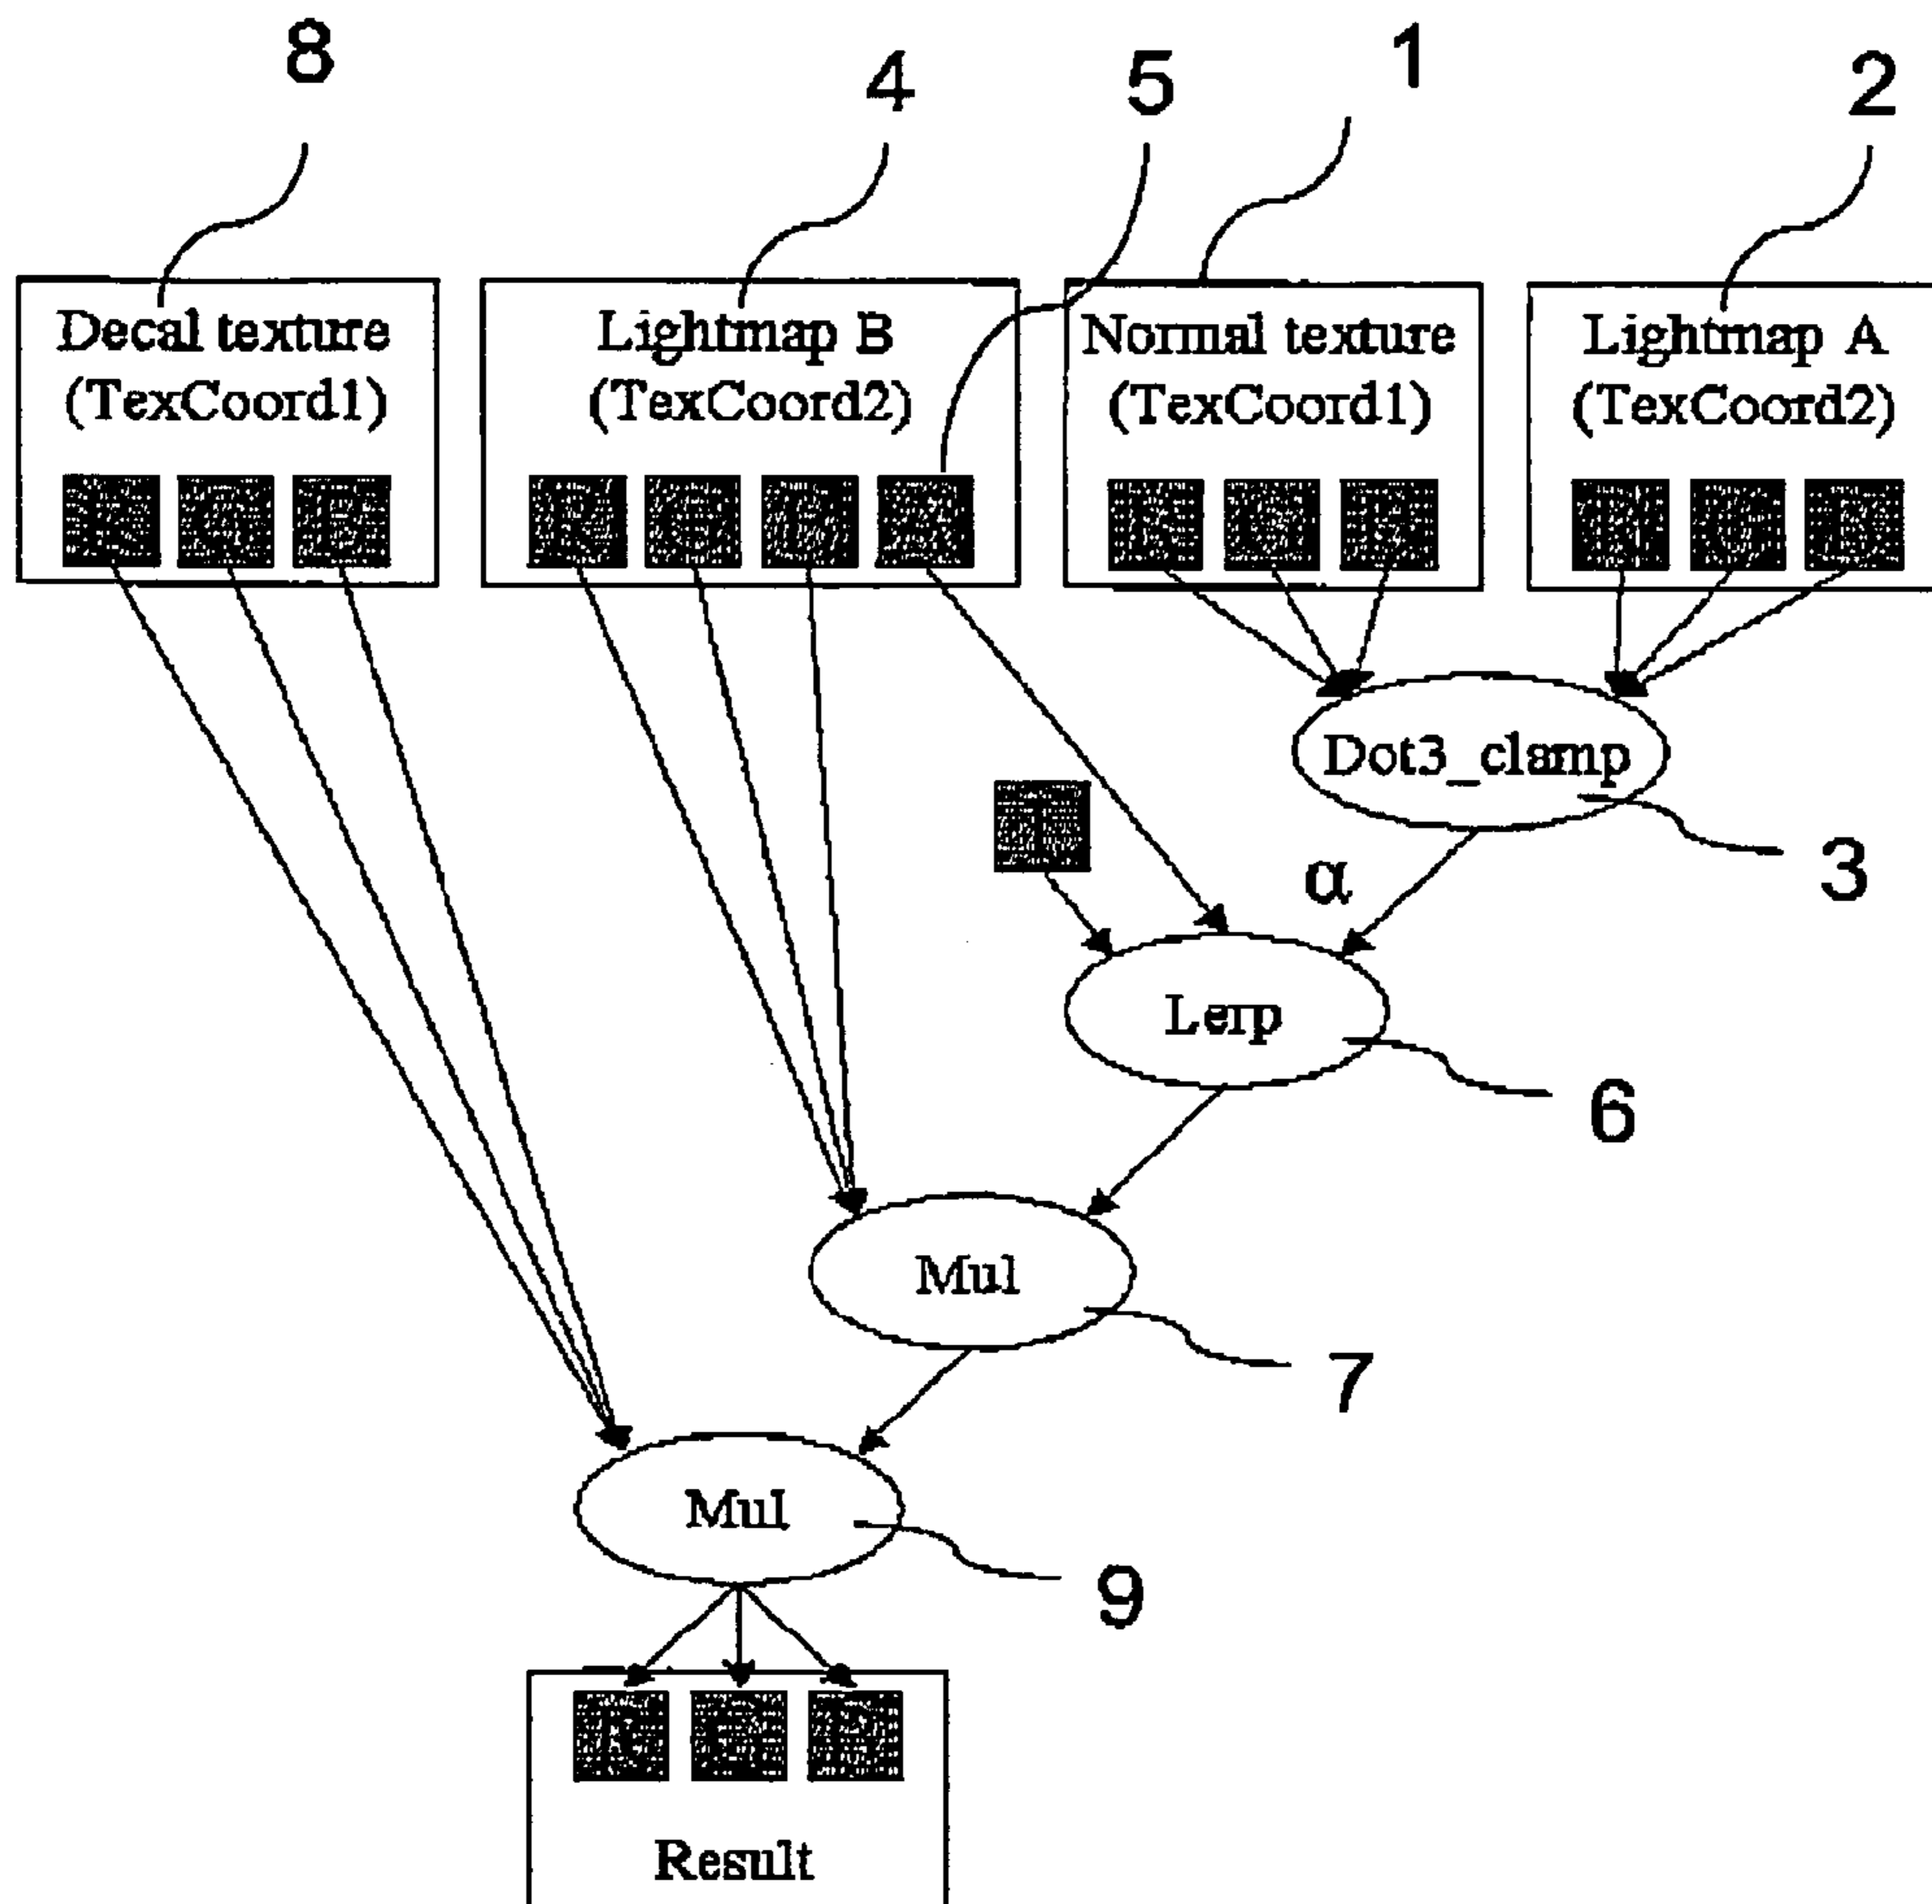 8
4
5
1
2
Decal texture
(TexCoord1)
Lightmap B
(TexCoord2)
Normal texture
(TexCoord1)
Lightmap A
(TexCoord2)
R
A
R
Dot3_clamp
3
α
Lerp
6
Mul
7
Mul
9
Result